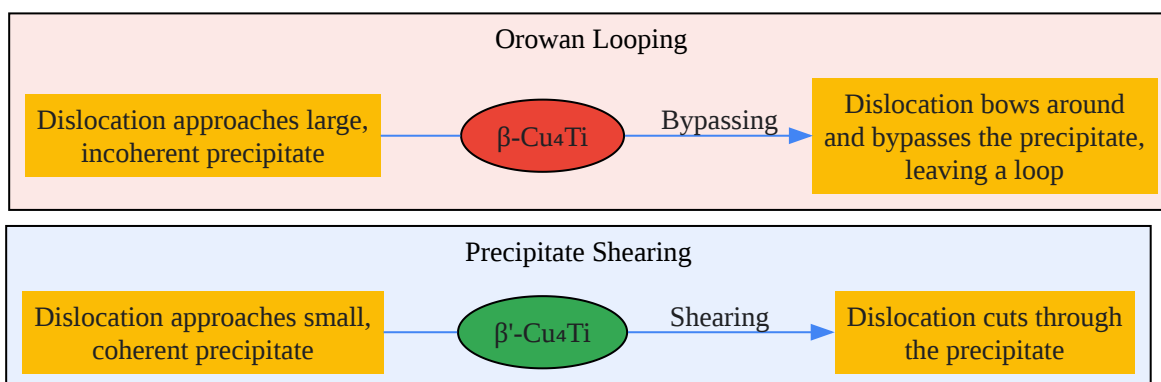 Orowan Looping
Dislocation approaches large,
incoherent precipitate
β-Cu₄Ti
Bypassing
Dislocation bows around
and bypasses the precipitate,
leaving a loop
Precipitate Shearing
Dislocation approaches small,
coherent precipitate
β'-Cu₄Ti
Shearing
Dislocation cuts through
the precipitate